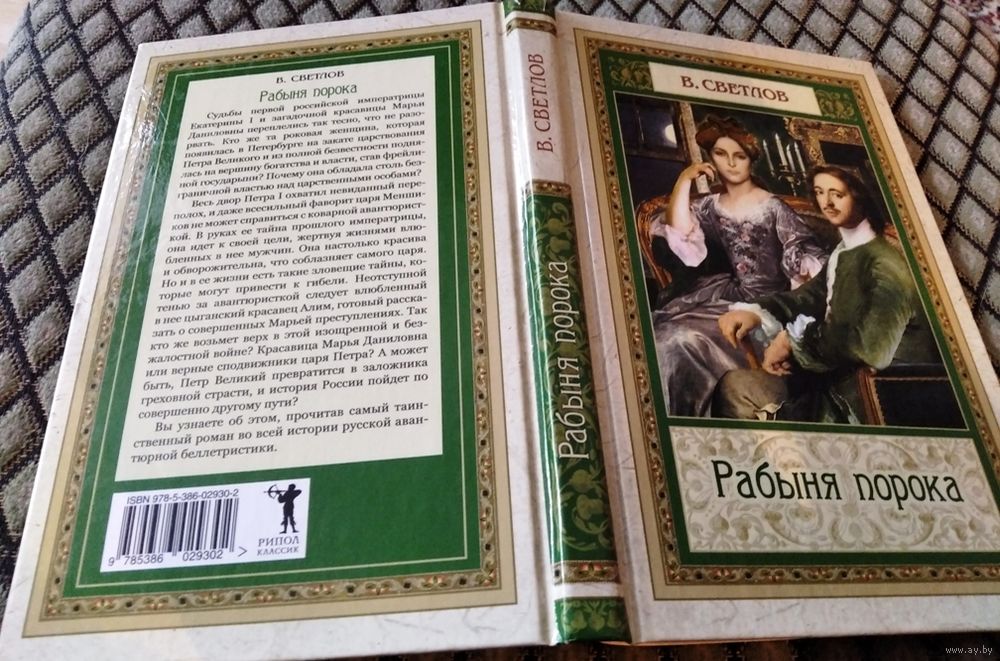 В. СВЕТЛОВ
Рабыня порока
Судьбы первой российской императрицы
Екатерины I и загадочной красавицы Марьи
Даниловны переплелись так тесно, что не разо-
рвать. Кто же та роковая женщина, которая
появилась в Петербурге на закате царствования
Петра Великого и из полной безвестности подня-
лась на вершину богатства и власти, став фрейли-
ной государыни? Почему она обладала столь без-
граничной властью над царственными особами?
Весь двор Петра I охватил невиданный пере-
полох, и даже всесильный фаворит царя Менши-
ков не может справиться с коварной авантюрист-
кой. В руках ее тайна прошлого императрицы,
она идет к своей цели, жертвуя жизнями влю-
бленных в нее мужчин. Она настолько красива
и обворожительна, что соблазняет самого царя.
Но и в ее жизни есть такие зловещие тайны, ко-
торые могут привести к гибели. Неотступной
тенью за авантюристкой следует влюбленный
в нее цыганский красавец Алим, готовый расска-
зать о совершенных Марьей преступлениях. Так
кто же возьмет верх в этой изощренной и без-
жалостной войне? Красавица Марья Даниловна
или верные сподвижники царя Петра? А может
быть, Петр Великий превратится в заложника
греховной страсти, и история России пойдет по
совершенно другому пути?
Вы узнаете об этом, прочитав самый таин-
ственный роман во всей истории русской аван-
тюрной беллетристики.
ISBN 978-5-386-02930-2
9 785386 029302 >
РИПОЛ
КЛАССИК
В. СВЕТЛОВ
Рабыня порока
В. СВЕТЛОВ
Рабыня порока
www.ay.by